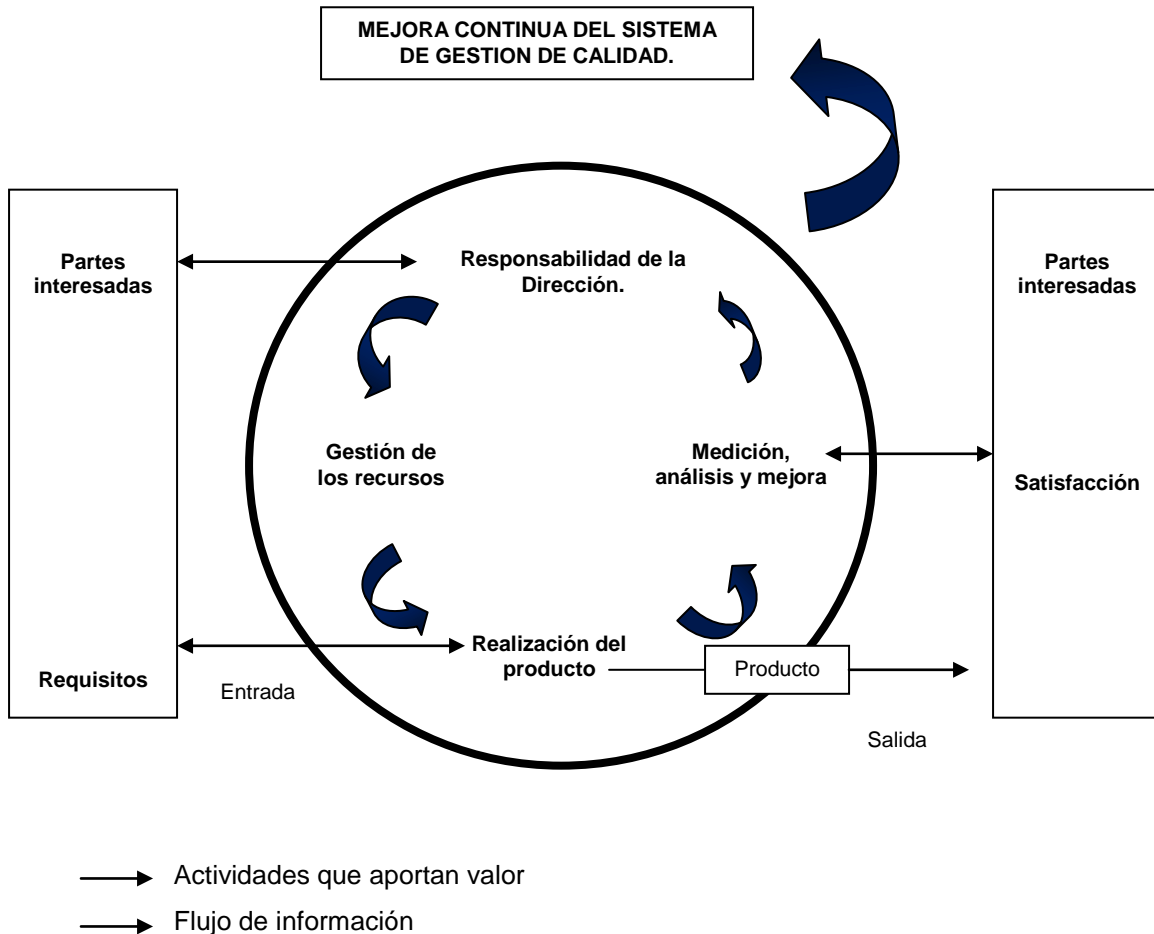 MEJORA CONTINUA DEL SISTEMA
DE GESTION DE CALIDAD.
Partes
interesadas
Responsabilidad de la
Dirección.
Partes
interesadas
Gestión de
los recursos
Medición,
análisis y mejora
Satisfacción
Requisitos
Entrada
Realización del
producto
Producto
Salida
Actividades que aportan valor
Flujo de información